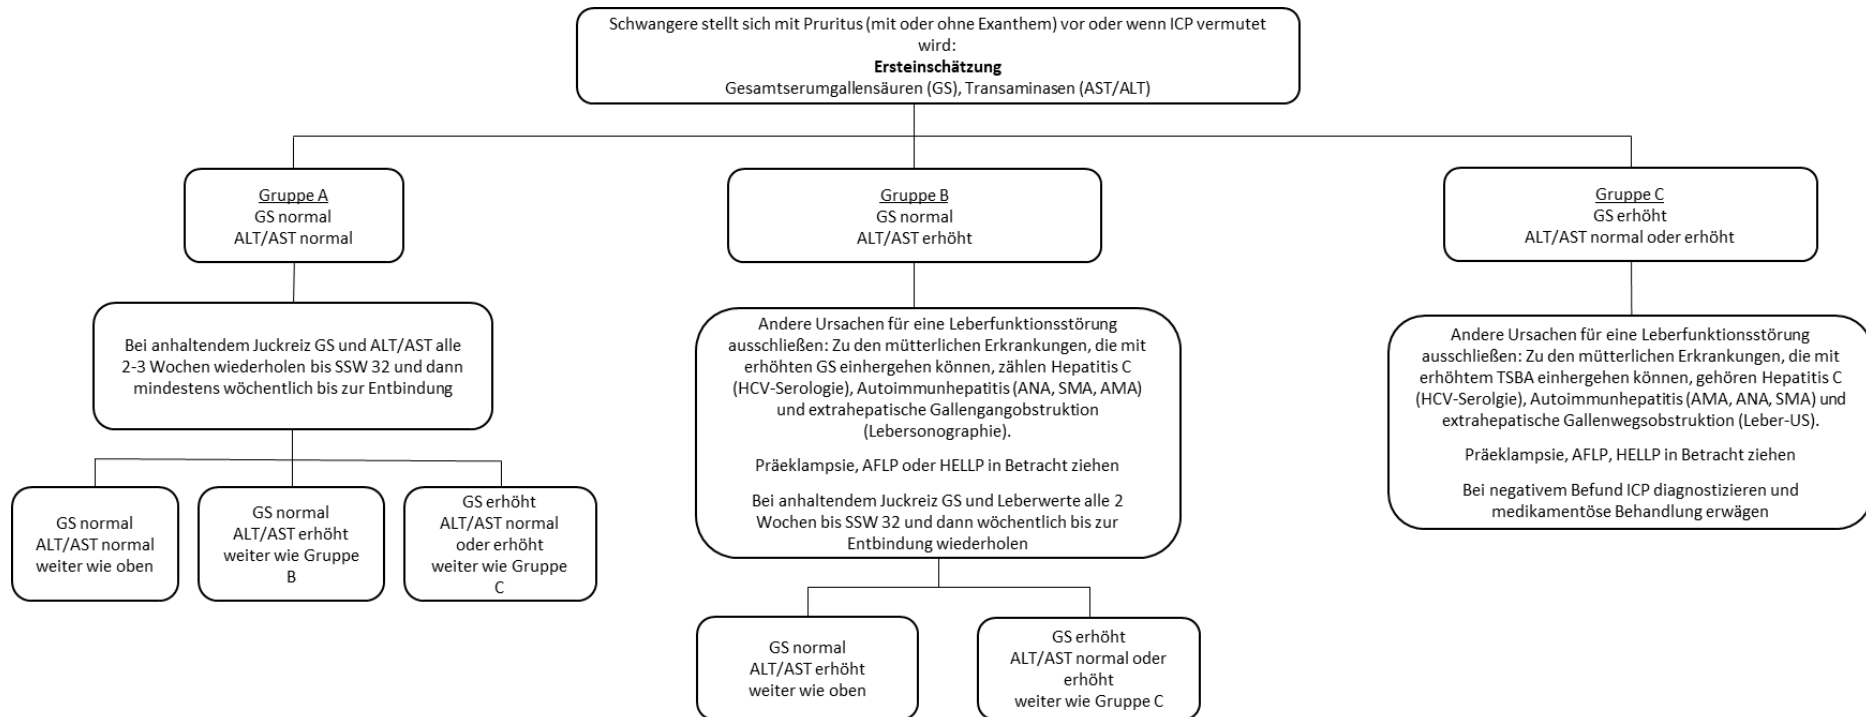 Schwangere stellt sich mit Pruritus (mit oder ohne Exanthem) vor oder wenn ICP vermutet
wird:
Ersteinschätzung
Gesamtserumgallensäuren (GS), Transaminasen (AST/ALT)
Gruppe A
GS normal
ALT/AST normal
Gruppe B
GS normal
ALT/AST erhöht
Gruppe C
GS erhöht
ALT/AST normal oder erhöht
Bei anhaltendem Juckreiz GS und ALT/AST alle
2-3 Wochen wiederholen bis SSW 32 und dann
mindestens wöchentlich bis zur Entbindung
Andere Ursachen für eine Leberfunktionsstörung
ausschließen: Zu den mütterlichen Erkrankungen, die mit
erhöhten GS einhergehen können, zählen Hepatitis C
(HCV-Serologie), Autoimmunhepatitis (ANA, SMA, AMA)
und extrahepatische Gallengangobstruktion
(Lebersonographie).
Präeklampsie, AFLP oder HELLP in Betracht ziehen
Bei anhaltendem Juckreiz GS und Leberwerte alle 2
Wochen bis SSW 32 und dann wöchentlich bis zur
Entbindung wiederholen
Andere Ursachen für eine Leberfunktionsstörung
ausschließen: Zu den mütterlichen Erkrankungen, die mit
erhöhtem TSBA einhergehen können, gehören Hepatitis C
(HCV-Serolgie), Autoimmunhepatitis (AMA, ANA, SMA) und
extrahepatische Gallenwegsobstruktion (Leber-US).
Präeklampsie, AFLP, HELLP in Betracht ziehen
Bei negativem Befund ICP diagnostizieren und
medikamentöse Behandlung erwägen
GS normal
ALT/AST normal
weiter wie oben
GS normal
ALT/AST erhöht
weiter wie Gruppe
B
GS erhöht
ALT/AST normal
oder erhöht
weiter wie Gruppe
C
GS normal
ALT/AST erhöht
weiter wie oben
GS erhöht
ALT/AST normal oder
erhöht
weiter wie Gruppe C